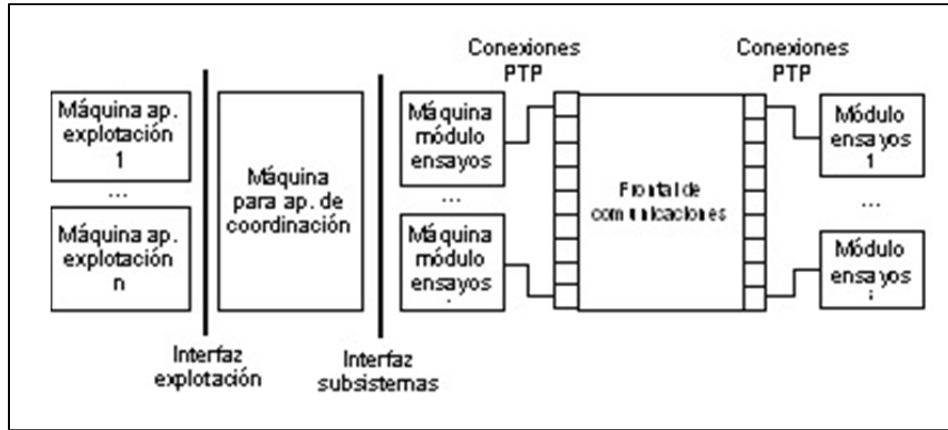 Conexiones
PTP
Conexiones
PTP
Máquina ap.
explotación
1
...
Máquina ap.
explotación
n
Máquina
para ap. de
coordinación
Máquina
módulo
ensayos
...
Máquina
módulo
ensayos
Frontal de
comunicaciones
Módulo
ensayos
1
...
Módulo
ensayos
Interfaz
explotación
Interfaz
subsistemas